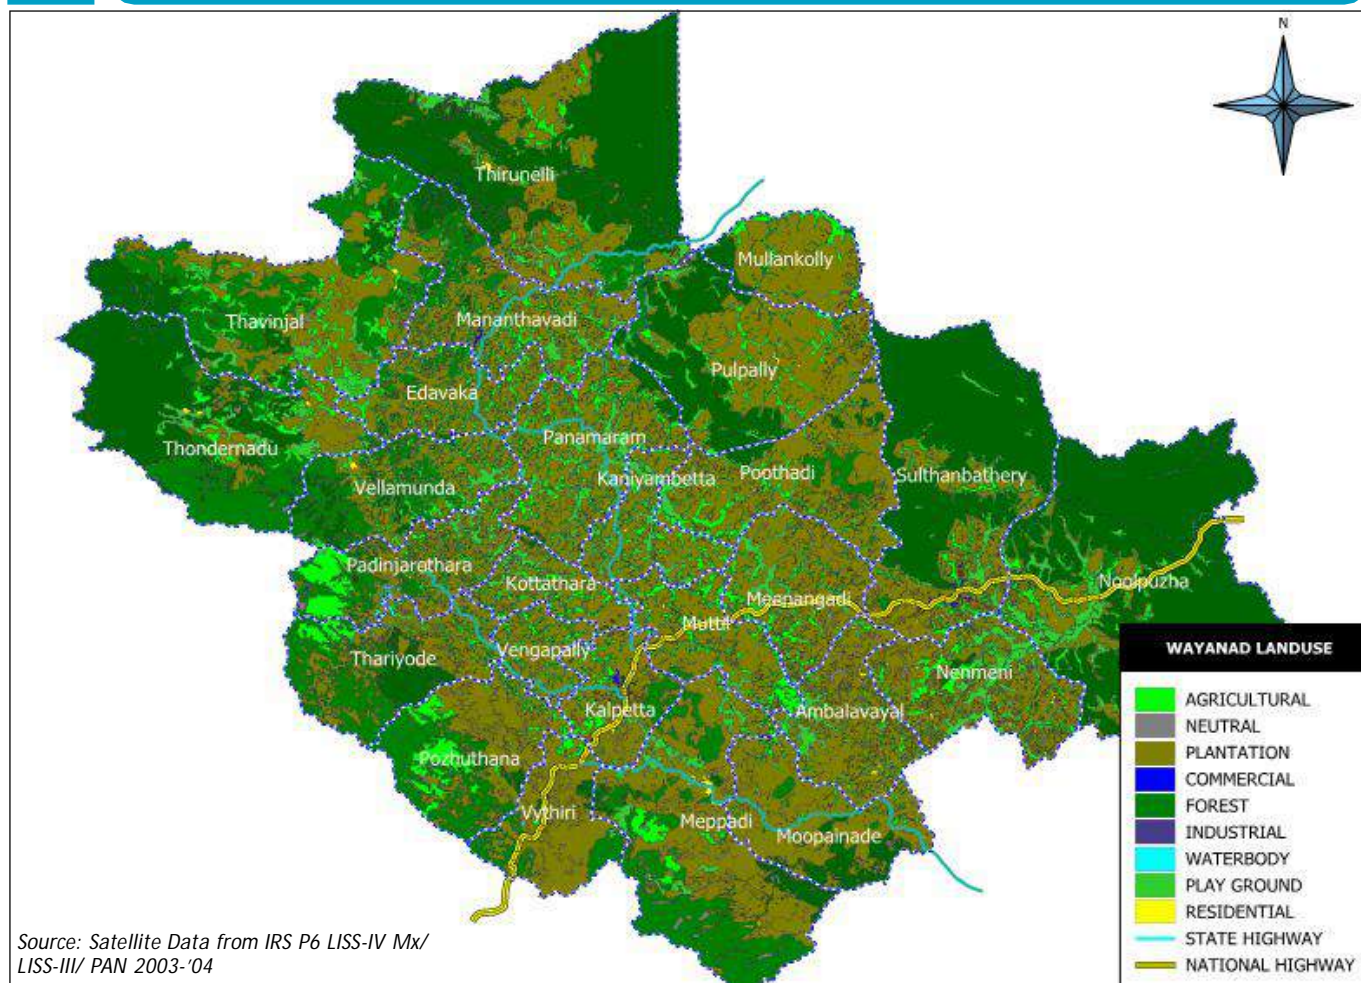 N
Thirunelli
Mullankolly
Thavinjal
Mananthavadi
Pulpally
Edavaka
Thondernadu
Panamaram
Vellamunda
Kaniyambetta
Poothadi
Sulthanbathery
Padinjarothara
Kottathara
Noolpuzha
Meenangadi
Muttil
Vengapally
Thariyode
Nenmeni
Kalpetta
Ambalavayal
Pozhuthana
Vythiri
Meppadi
Moopainade
WAYANAD LANDUSE
AGRICULTURAL
NEUTRAL
PLANTATION
COMMERCIAL
FOREST
INDUSTRIAL
WATERBODY
PLAY GROUND
RESIDENTIAL
STATE HIGHWAY
NATIONAL HIGHWAY
Source: Satellite Data from IRS P6 LISS-IV Mx/
LISS-III/ PAN 2003-'04